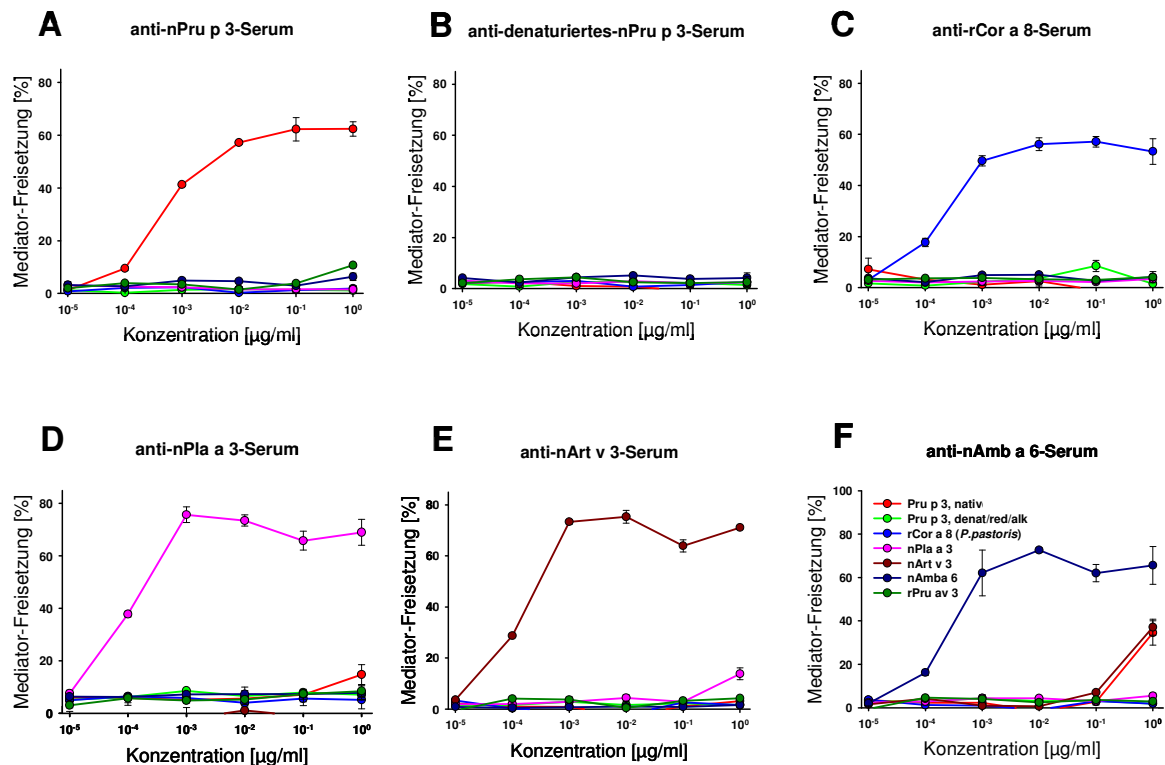 A
anti-nPru p 3-Serum
Mediator-Freisetzung [%]
80
60
40
20
0
10-5
10-4
10-3
10-2
10-1
100
Konzentration [µg/ml]
B
anti-denaturiertes-nPru p 3-Serum
Mediator-Freisetzung [%]
80
60
40
20
0
10-5
10-4
10-3
10-2
10-1
100
Konzentration [µg/ml]
C
anti-rCor a 8-Serum
Mediator-Freisetzung [%]
80
60
40
20
0
10-5
10-4
10-3
10-2
10-1
100
Konzentration [µg/ml]
D
anti-nPla a 3-Serum
Mediator-Freisetzung [%]
80
60
40
20
0
10-5
10-4
10-3
10-2
10-1
100
Konzentration [µg/ml]
E
anti-nArt v 3-Serum
Mediator-Freisetzung [%]
80
60
40
20
0
10-5
10-4
10-3
10-2
10-1
100
Konzentration [µg/ml]
F
anti-nAmb a 6-Serum
Mediator-Freisetzung [%]
100
80
60
40
20
0
Pru p 3, nativ
Pru p 3, denat/red/alk
rCor a 8 (P.pastoris)
nPla a 3
nArt v 3
nAmba 6
rPru av 3
10-5
10-4
10-3
10-2
10-1
100
Konzentration [µg/ml]